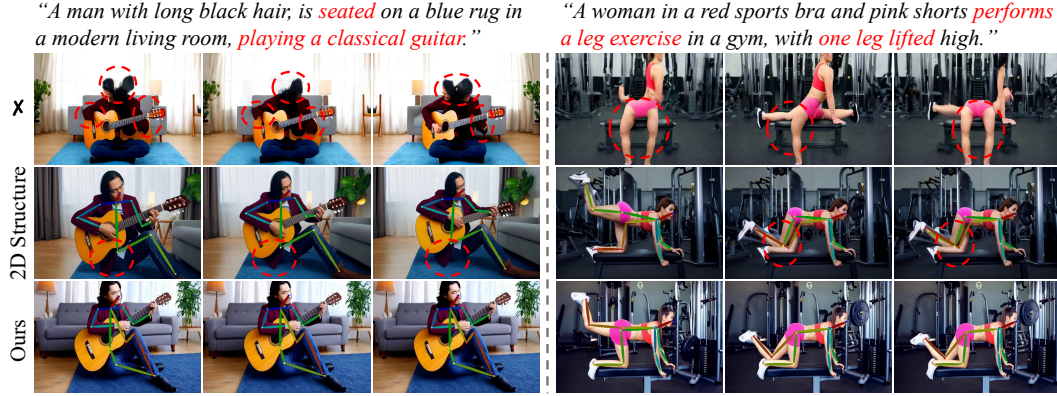 “A man with long black hair, is seated on a blue rug in
a modern living room, playing a classical guitar.”
“A woman in a red sports bra and pink shorts performs
a leg exercise in a gym, with one leg lifted high.”
✗
2D Structure
Ours